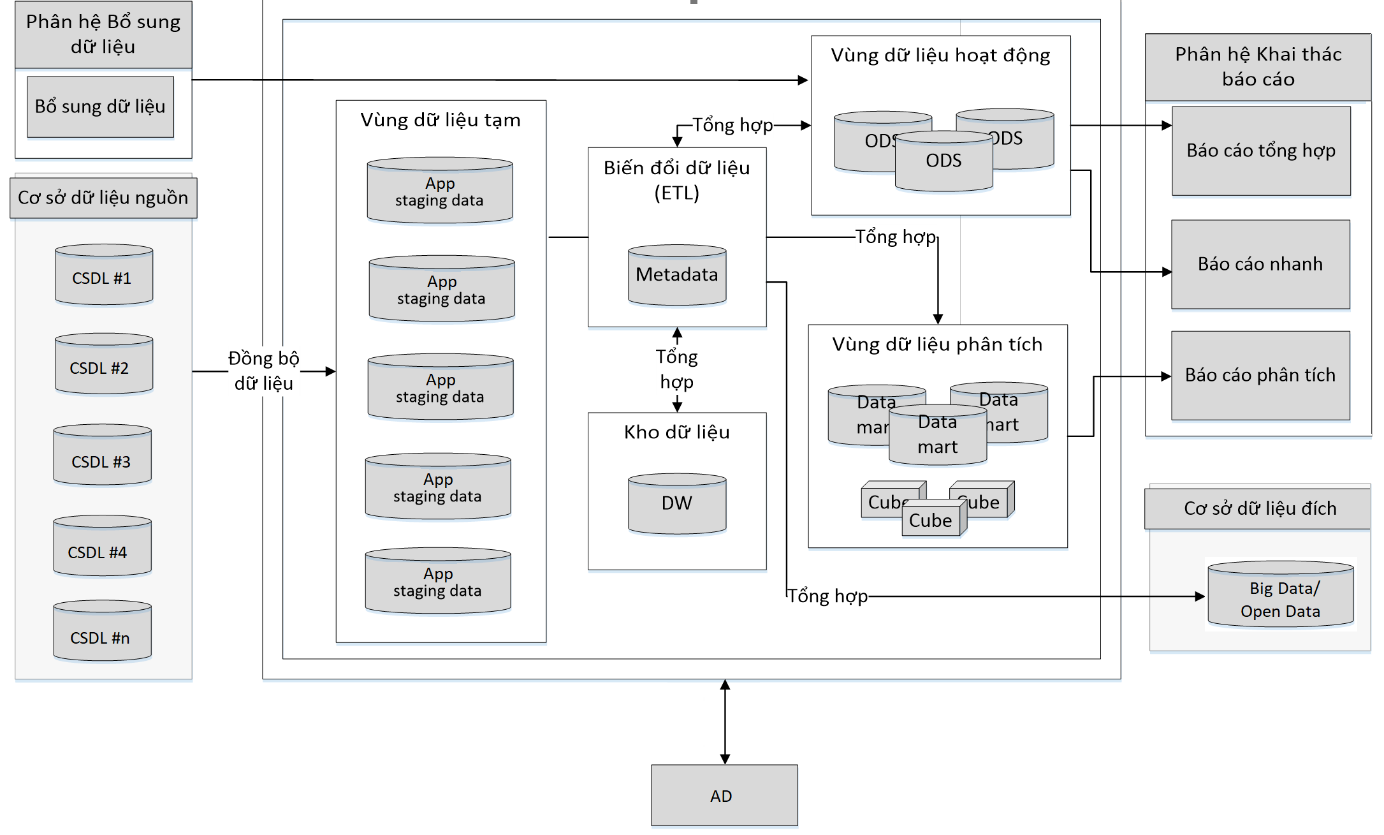 Phân hệ Bổ sung
dữ liệu
Bổ sung dữ liệu
Cơ sở dữ liệu nguồn
CSDL #1
CSDL #2
CSDL #3
CSDL #4
CSDL #n
Đồng bộ
dữ liệu
Vùng dữ liệu tạm
App
staging data
App
staging data
App
staging data
App
staging data
App
staging data
Tổng hợp
Biến đổi dữ liệu
(ETL)
Metadata
Tổng
hợp
Kho dữ liệu
DW
Vùng dữ liệu hoạt động
ODS
ODS
ODS
Tổng hợp
Vùng dữ liệu phân tích
Data
mart
Data
mart
Data
mart
Cube
Cube
Cube
Tổng hợp
Phân hệ Khai thác
báo cáo
Báo cáo tổng hợp
Báo cáo nhanh
Báo cáo phân tích
Cơ sở dữ liệu đích
Big Data/
Open Data
AD